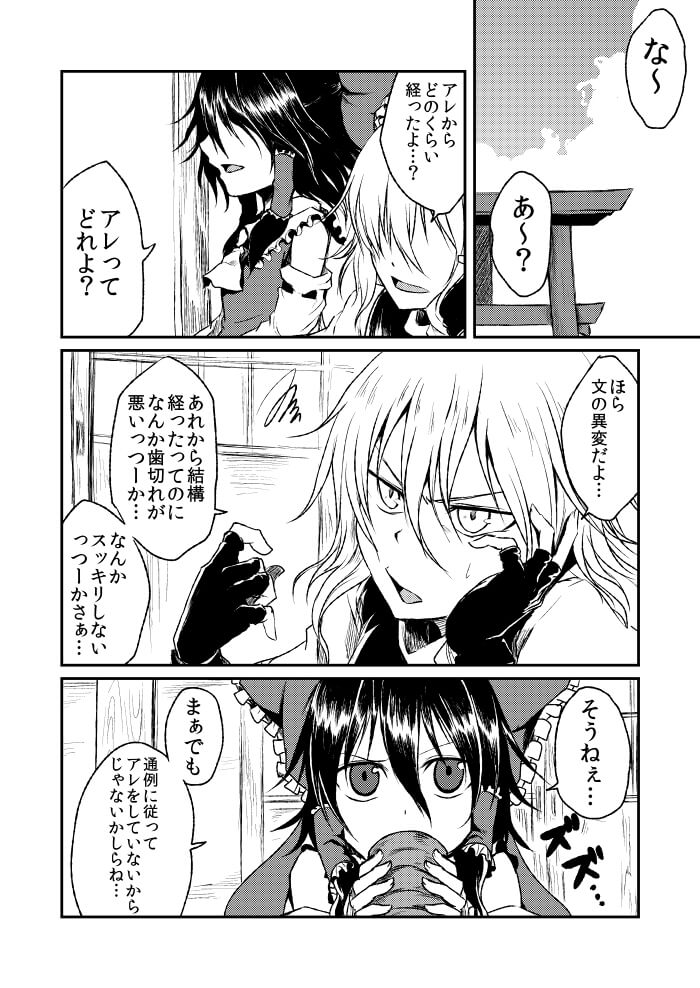 な〜
あ〜?
アレから
どのくらい
経ったよ…?
アレって
どれよ?
ほら
文の異変だよ…
あれから結構
経ったってのに
なんか歯切れが
悪いっつーか…
なんか
スッキリしない
っつーかさぁ…
そうねぇ…
ズズズ…
まぁでも
通例に従って
アレをしていないから
じゃないかしらね…